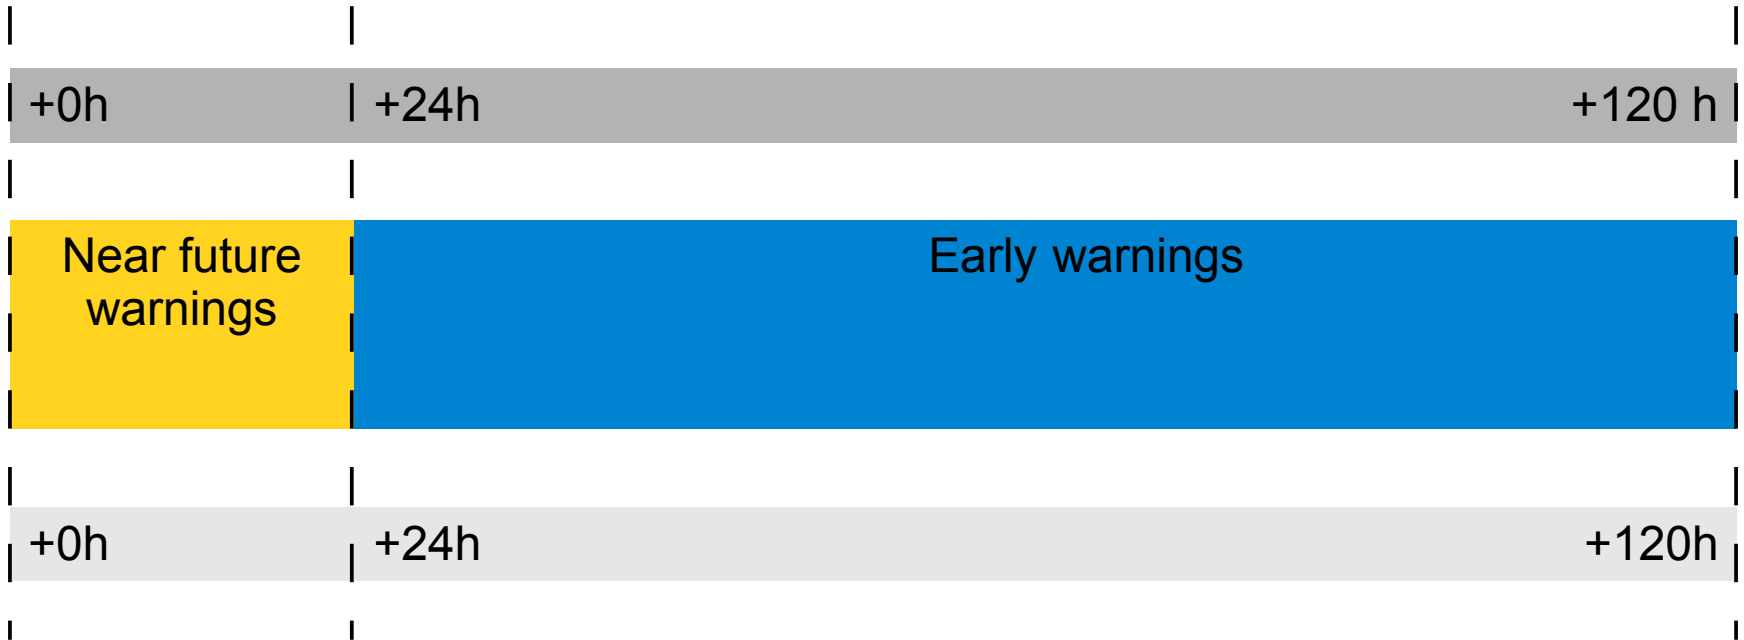 +0h +24h +120 h
Near future
warnings
Early warnings
+0h +24h +120h